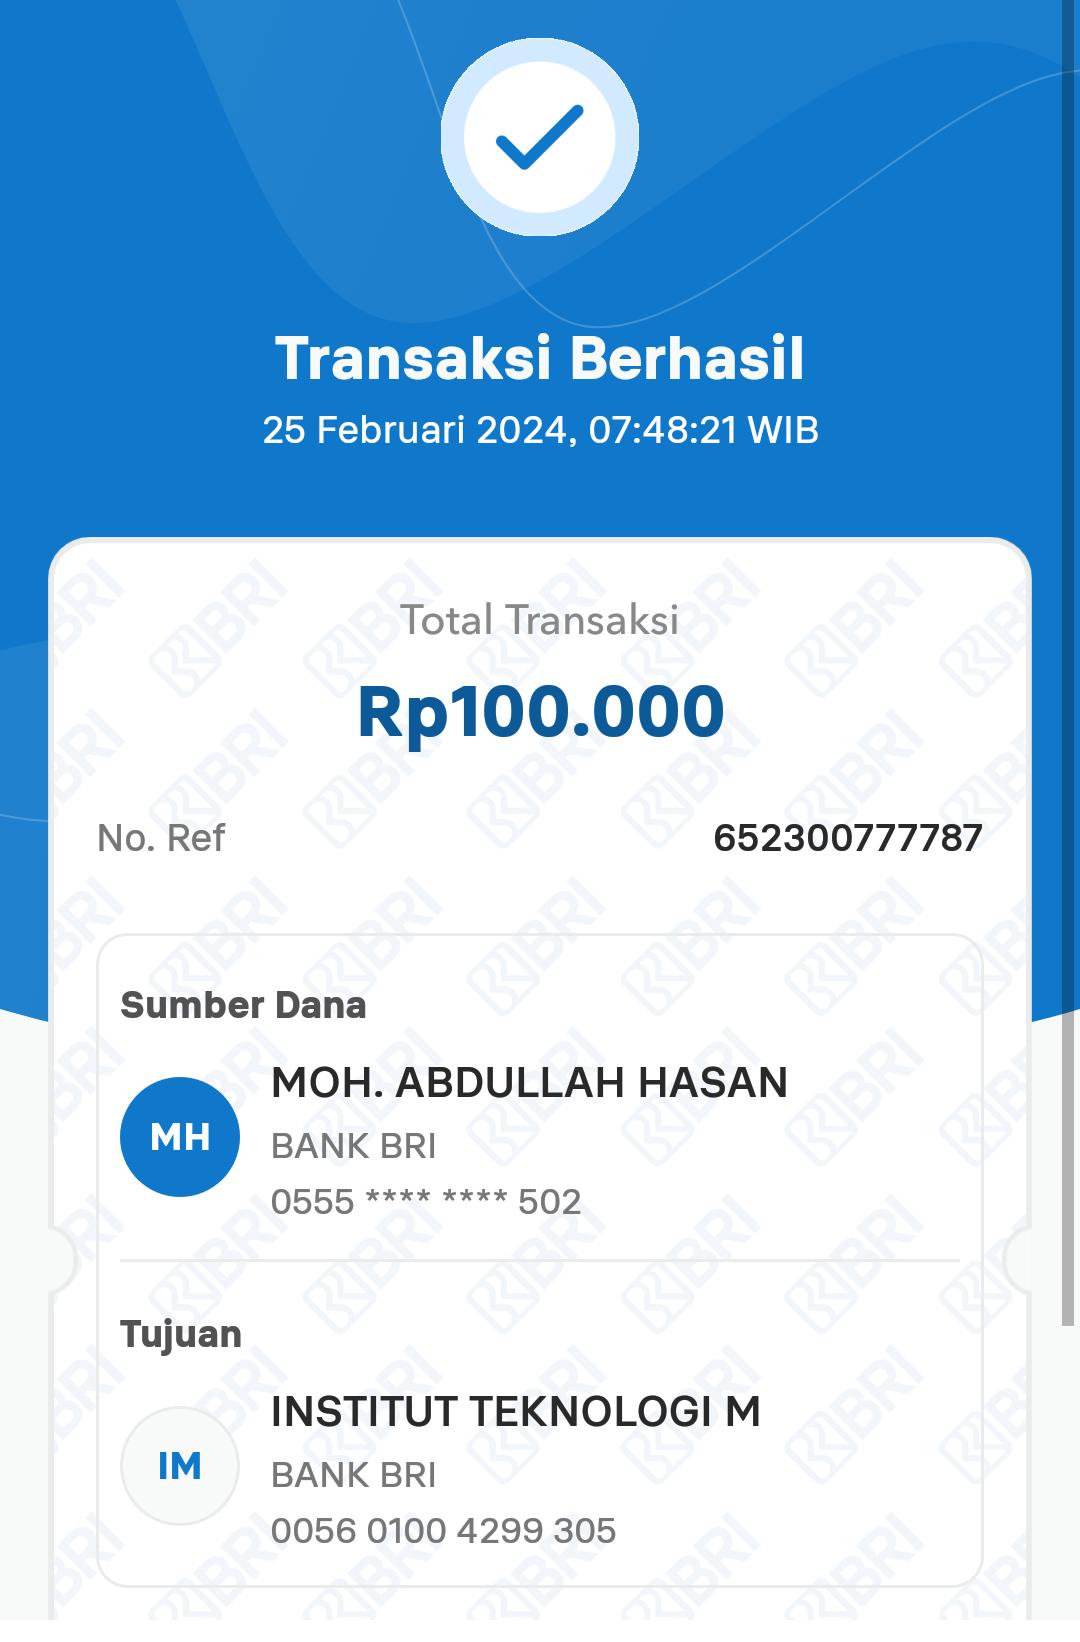 Transaksi Berhasil
25 Februari 2024, 07:48:21 WIB
Total Transaksi
Rp100.000
No. Ref 652300777787
Sumber Dana
MH
MOH. ABDULLAH HASAN
BANK BRI
0555 **** **** 502
Tujuan
IM
INSTITUT TEKNOLOGI M
BANK BRI
0056 0100 4299 305